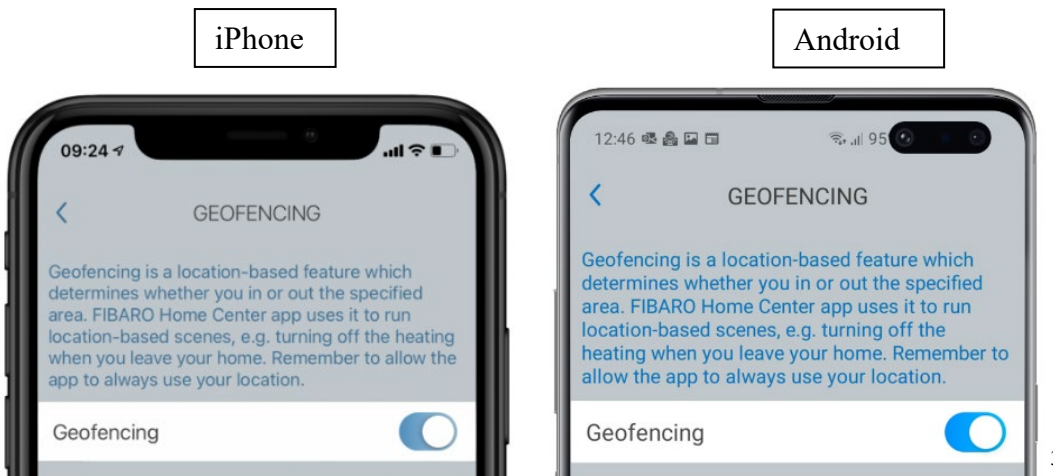 iPhone
Android
09:24
GEOFENCING
Geofencing is a location-based feature which
determines whether you in or out the specified
area. FIBARO Home Center app uses it to run
location-based scenes, e.g. turning off the heating
when you leave your home. Remember to allow the
app to always use your location.
Geofencing
12:46
95
GEOFENCING
Geofencing is a location-based feature which
determines whether you in or out the specified
area. FIBARO Home Center app uses it to run
location-based scenes, e.g. turning off the
heating when you leave your home. Remember to
allow the app to always use your location.
Geofencing